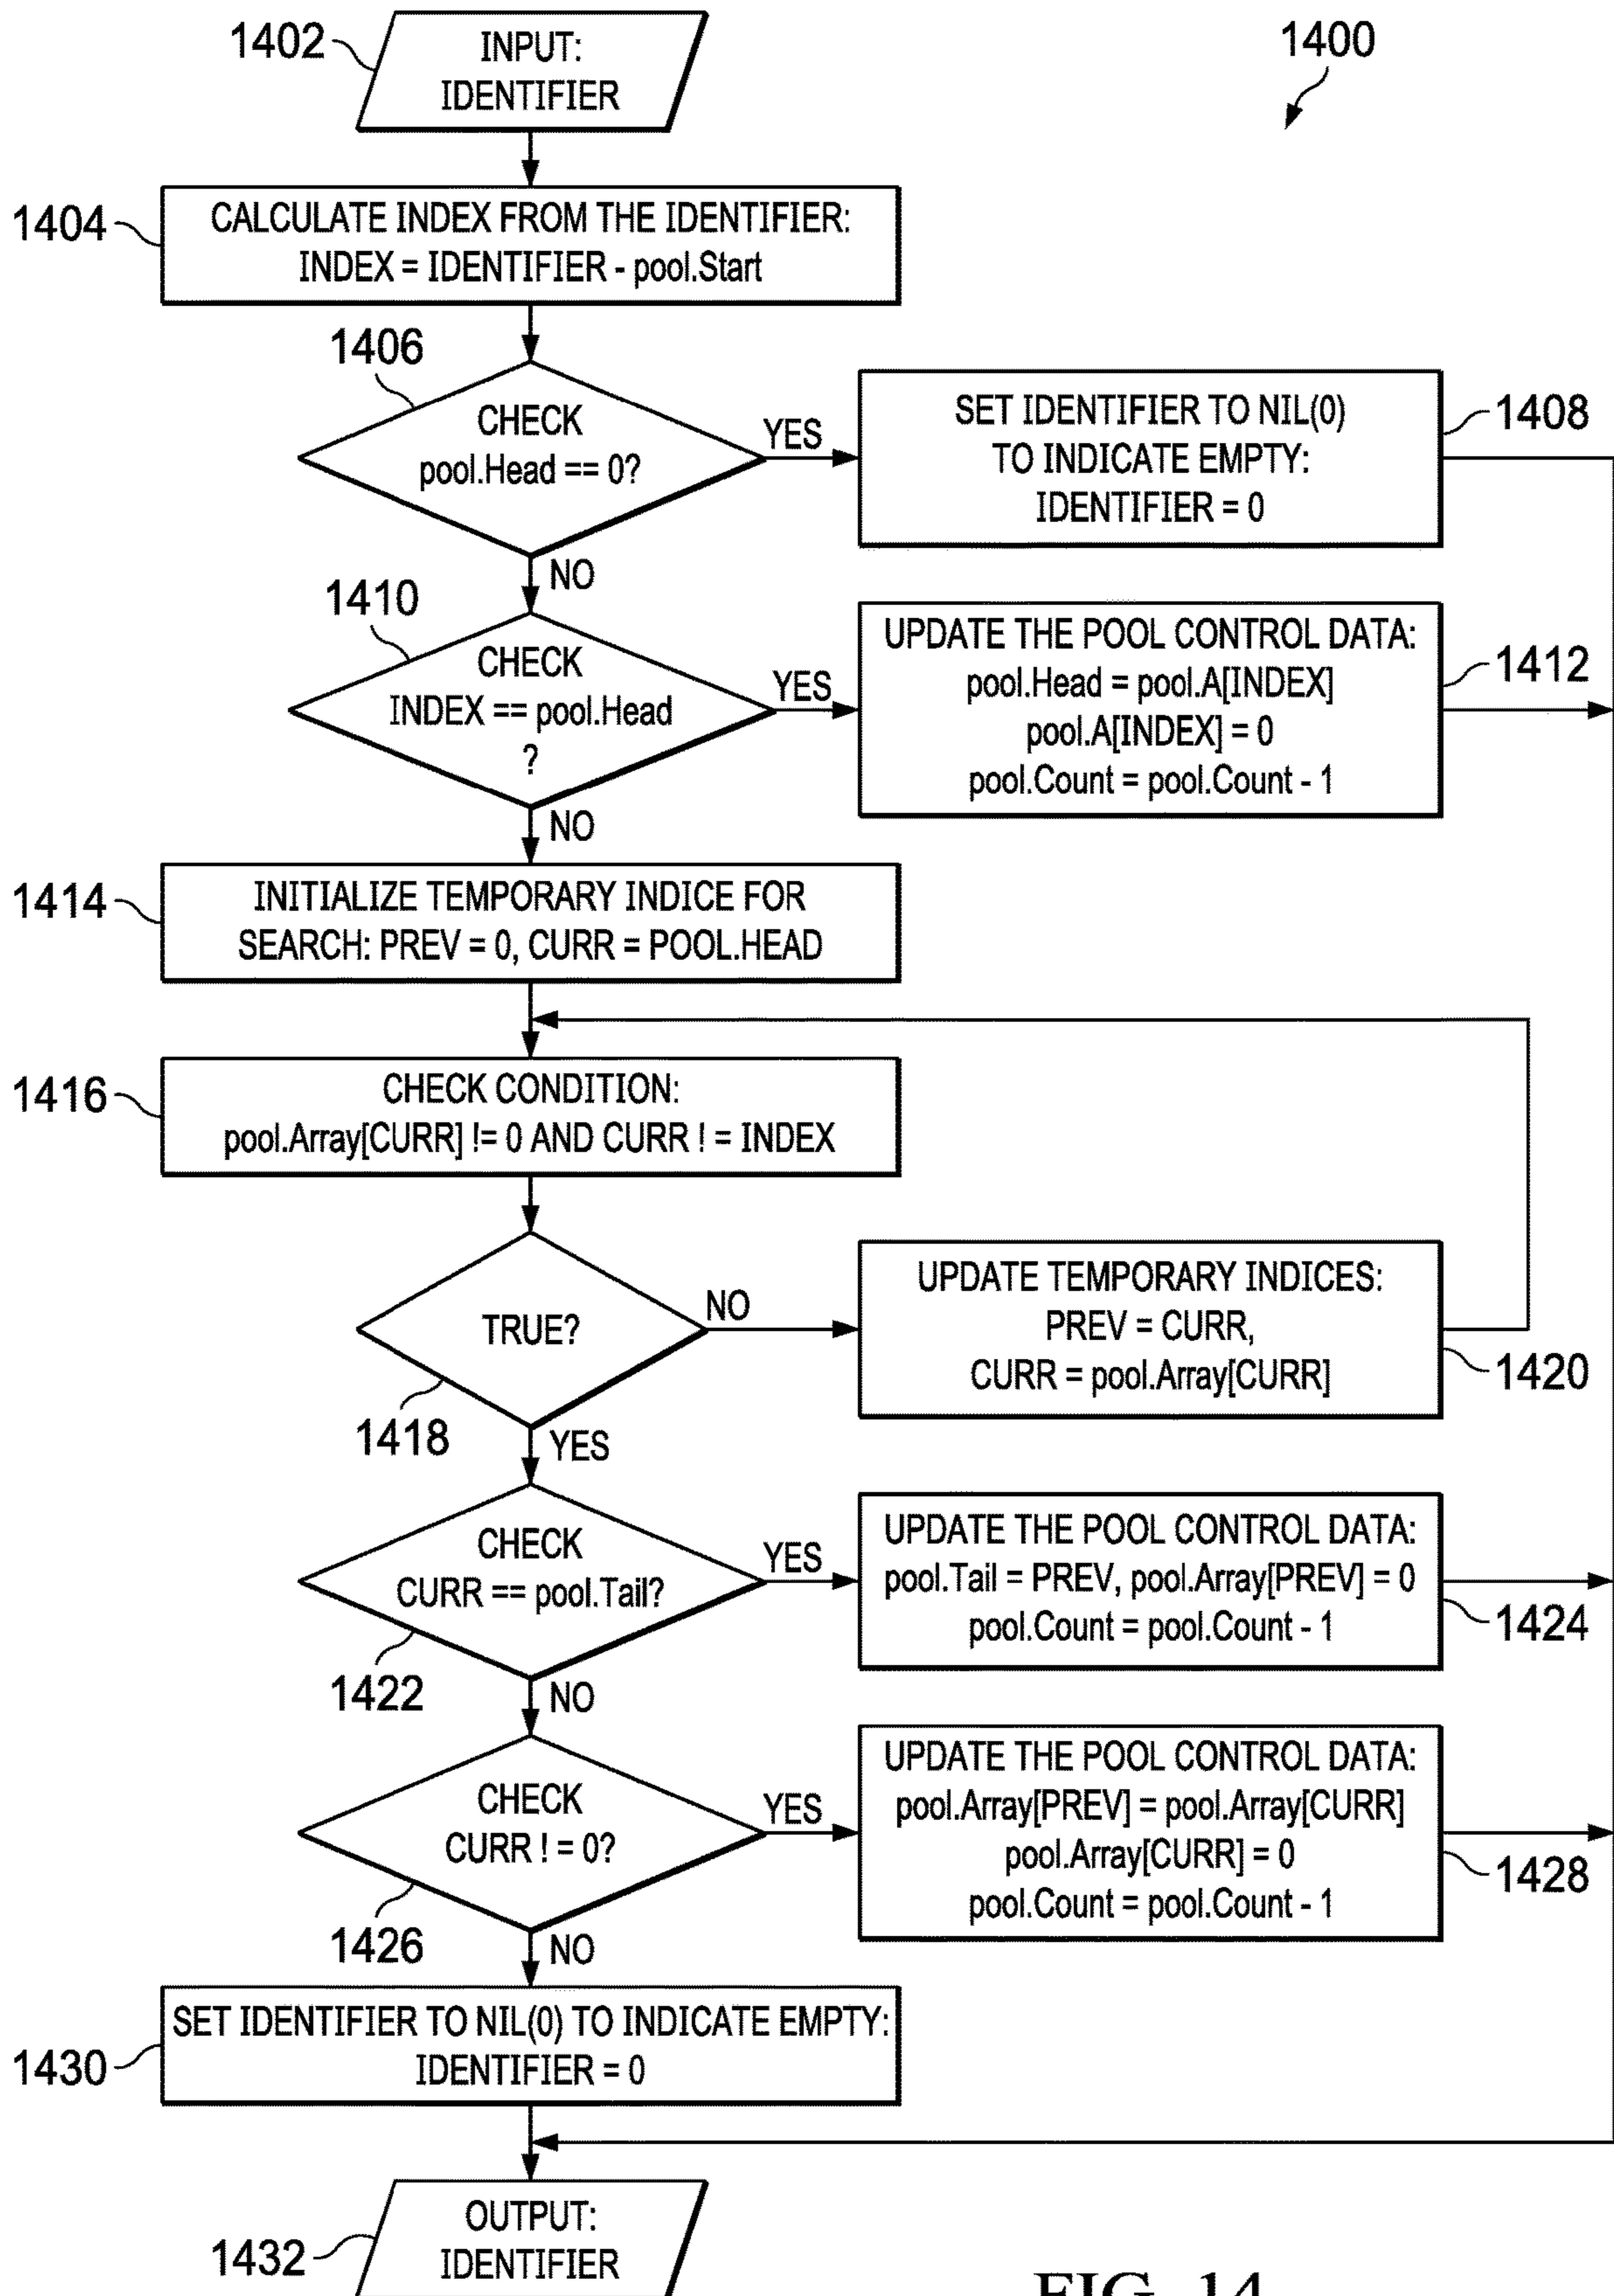 1402
INPUT:
IDENTIFIER
1400
1404
CALCULATE INDEX FROM THE IDENTIFIER:
INDEX = IDENTIFIER - pool.Start
1406
CHECK
pool.Head == 0?
YES
SET IDENTIFIER TO NIL(0)
TO INDICATE EMPTY:
IDENTIFIER = 0
1408
NO
1410
CHECK
INDEX == pool.Head
?
YES
UPDATE THE POOL CONTROL DATA:
pool.Head = pool.A[INDEX]
pool.A[INDEX] = 0
pool.Count = pool.Count - 1
1412
NO
1414
INITIALIZE TEMPORARY INDICE FOR
SEARCH: PREV = 0, CURR = POOL.HEAD
1416
CHECK CONDITION:
pool.Array[CURR] != 0 AND CURR ! = INDEX
TRUE?
1418
NO
UPDATE TEMPORARY INDICES:
PREV = CURR,
CURR = pool.Array[CURR]
1420
YES
CHECK
CURR == pool.Tail?
1422
YES
UPDATE THE POOL CONTROL DATA:
pool.Tail = PREV, pool.Array[PREV] = 0
pool.Count = pool.Count - 1
1424
NO
CHECK
CURR ! = 0?
1426
YES
UPDATE THE POOL CONTROL DATA:
pool.Array[PREV] = pool.Array[CURR]
pool.Array[CURR] = 0
pool.Count = pool.Count - 1
1428
NO
1430
SET IDENTIFIER TO NIL(0) TO INDICATE EMPTY:
IDENTIFIER = 0
1432
OUTPUT:
IDENTIFIER
FIG. 14